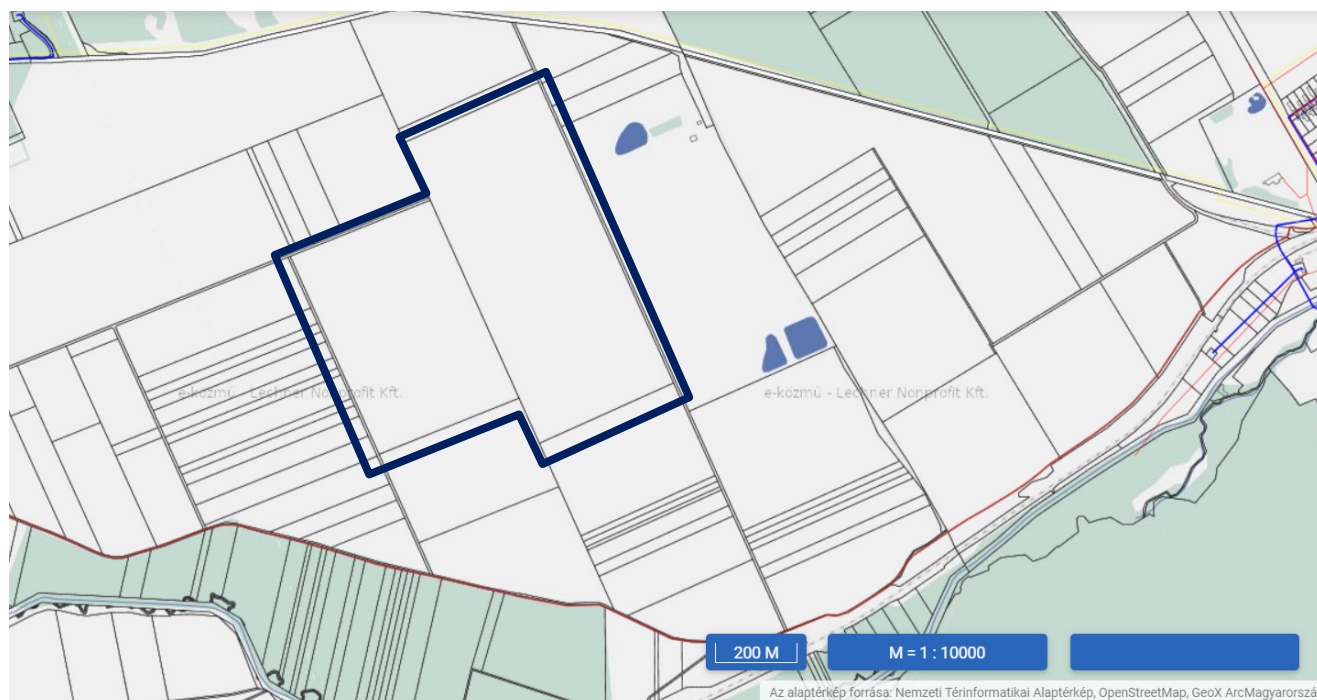 e-közmű - Lechner Nonprofit Kft.
e-közmű - Lechner Nonprofit Kft.
200 M
M = 1 : 10000
Az alaptérkép forrása: Nemzeti Térinformatikai Alaptérkép, OpenStreetMap, GeoX ArcMagyarorszá